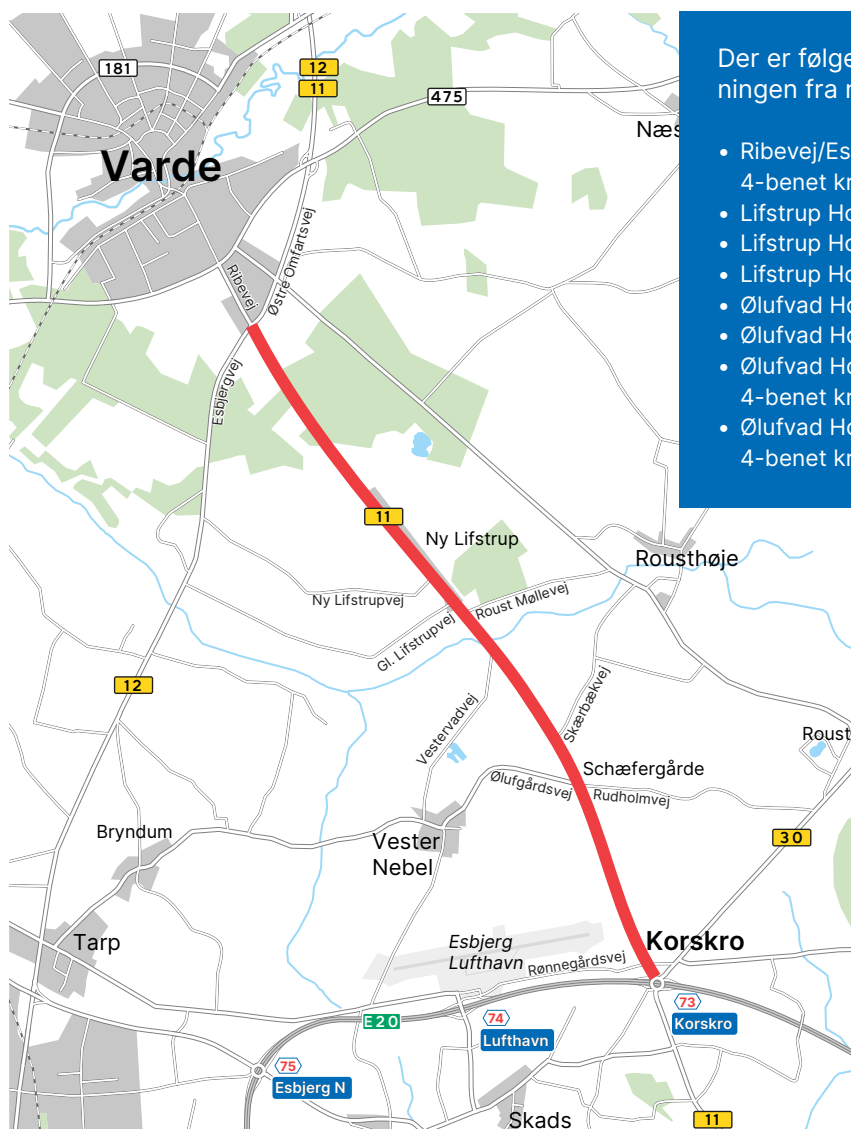 181
12
11
475
Varde
Ribevej
Østre Omfartsvej
Esbjergvej
11
Ny Lifstrup
Rousthøje
Ny Lifstrupvej
Gl. Lifstrupvej
Roust Møllevej
12
Vestervadvej
Skærbækvej
Roust
Schæfergårde
Ølufgårdsvej
Rudholmvej
Bryndum
Vester
Nebel
30
Tarp
Esbjerg
Lufthavn
Korskro
Rønnegårdsvej
E20
73
Korskro
74
Lufthavn
75
Esbjerg N
Skads
11
Der er følge
ningen fra
• Ribevej/Es
4-benet kr
• Lifstrup Ho
• Lifstrup Ho
• Lifstrup Ho
• Ølufvad Ho
• Ølufvad Ho
• Ølufvad Ho
4-benet kr
• Ølufvad Ho
4-benet kr